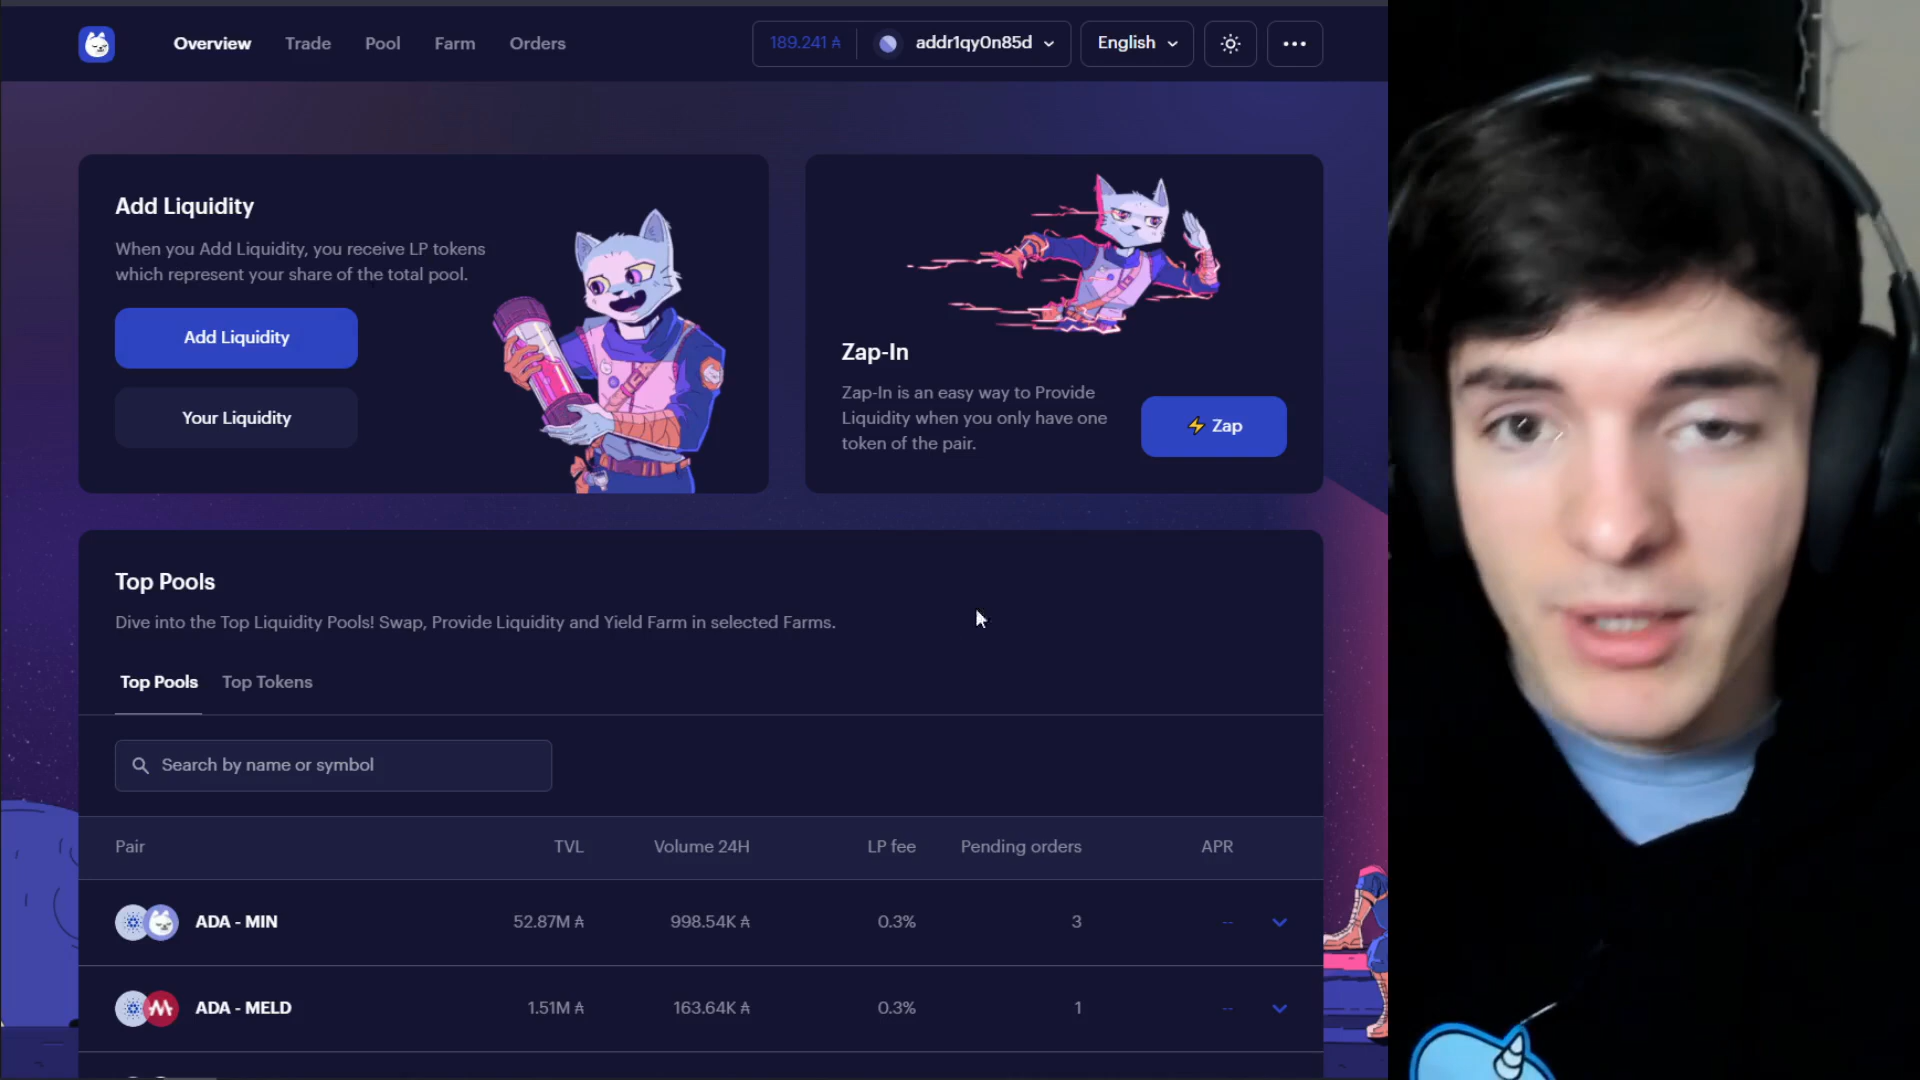 Overview Trade Pool Farm Orders 189.241 ₳ addr1qy0n85d English
Add Liquidity
When you Add Liquidity, you receive LP tokens
which represent your share of the total pool.
Add Liquidity
Your Liquidity
Zap-In
Zap-In is an easy way to Provide
Liquidity when you only have one
token of the pair.
Zap
Top Pools
Dive into the Top Liquidity Pools! Swap, Provide Liquidity and Yield Farm in selected Farms.
Top Pools Top Tokens
Search by name or symbol
Pair TVL Volume 24H LP fee Pending orders APR
ADA - MIN 52.87M ₳ 998.54K ₳ 0.3% 3 --
ADA - MELD 1.51M ₳ 163.64K ₳ 0.3% 1 --